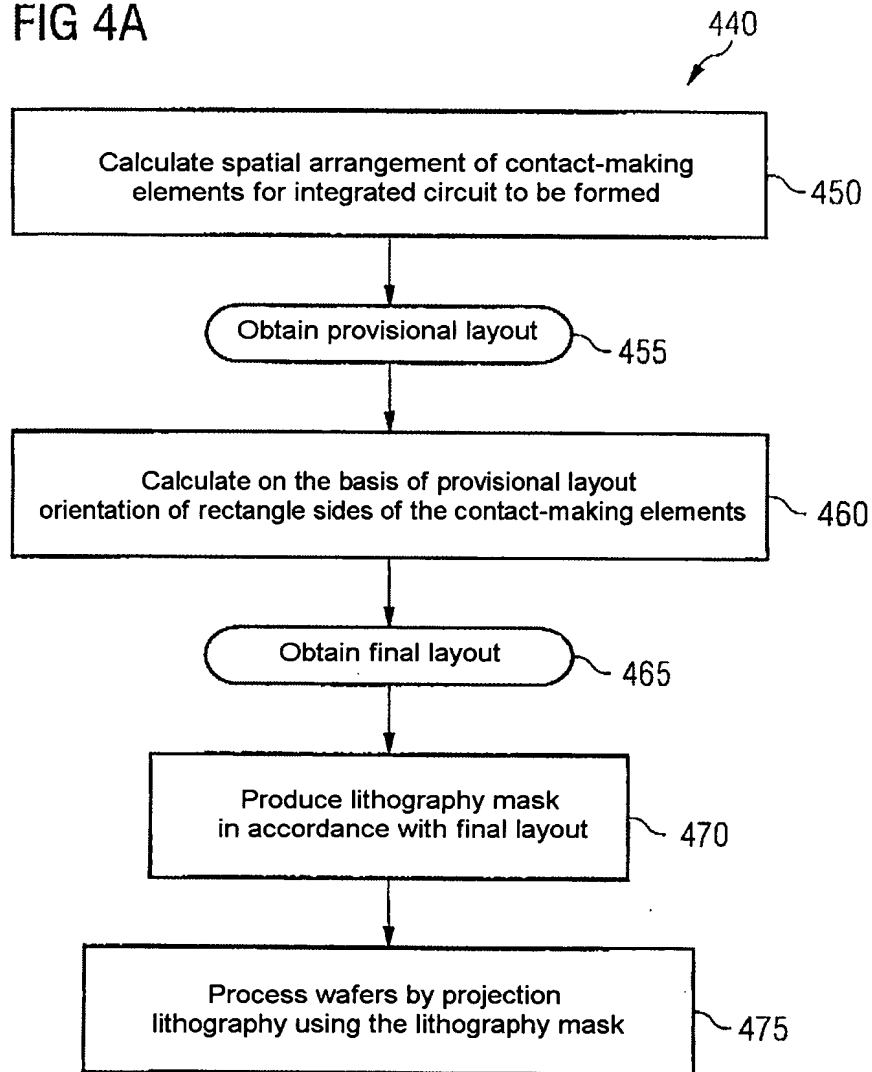 FIG 4A
440
Calculate spatial arrangement of contact-making
elements for integrated circuit to be formed
450
Obtain provisional layout
455
Calculate on the basis of provisional layout
orientation of rectangle sides of the contact-making elements
460
Obtain final layout
465
Produce lithography mask
in accordance with final layout
470
Process wafers by projection
lithography using the lithography mask
475